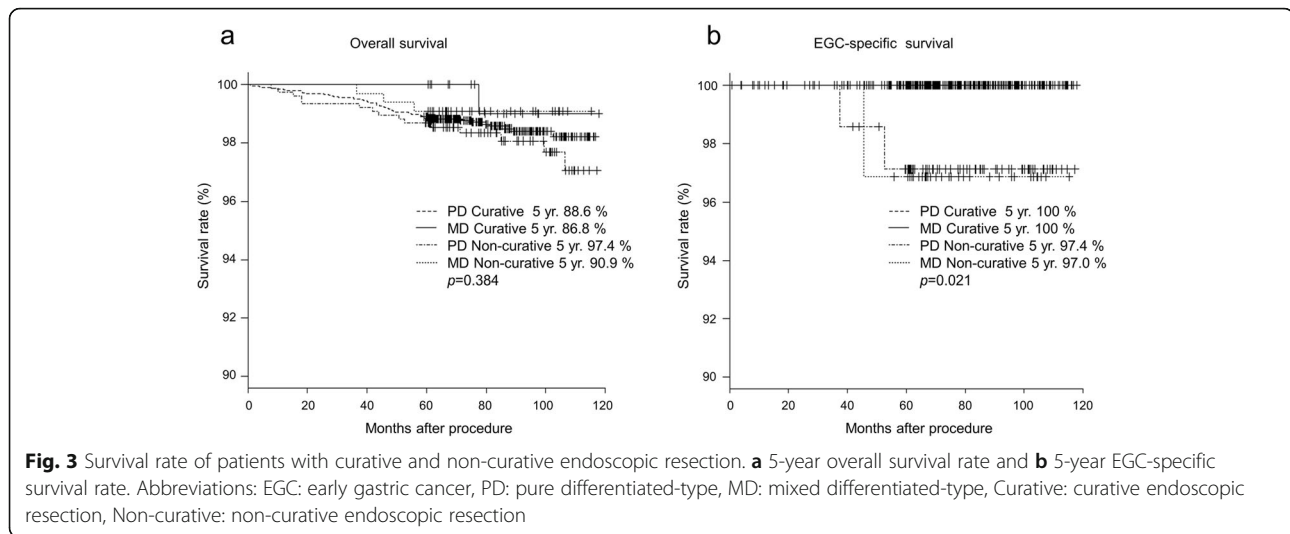 a
Overall survival
Survival rate (%)
100
98
96
94
92
90
PD Curative 5 yr. 88.6 %
MD Curative 5 yr. 86.8 %
PD Non-curative 5 yr. 97.4 %
MD Non-curative 5 yr. 90.9 %
p=0.384
0 20 40 60 80 100 120
Months after procedure
b
EGC-specific survival
Survival rate (%)
100
98
96
94
92
90
PD Curative 5 yr. 100 %
MD Curative 5 yr. 100 %
PD Non-curative 5 yr. 97.4 %
MD Non-curative 5 yr. 97.0 %
p=0.021
0 20 40 60 80 100 120
Months after procedure
Fig. 3 Survival rate of patients with curative and non-curative endoscopic resection. a 5-year overall survival rate and b 5-year EGC-specific
survival rate. Abbreviations: EGC: early gastric cancer, PD: pure differentiated-type, MD: mixed differentiated-type, Curative: curative endoscopic
resection, Non-curative: non-curative endoscopic resection